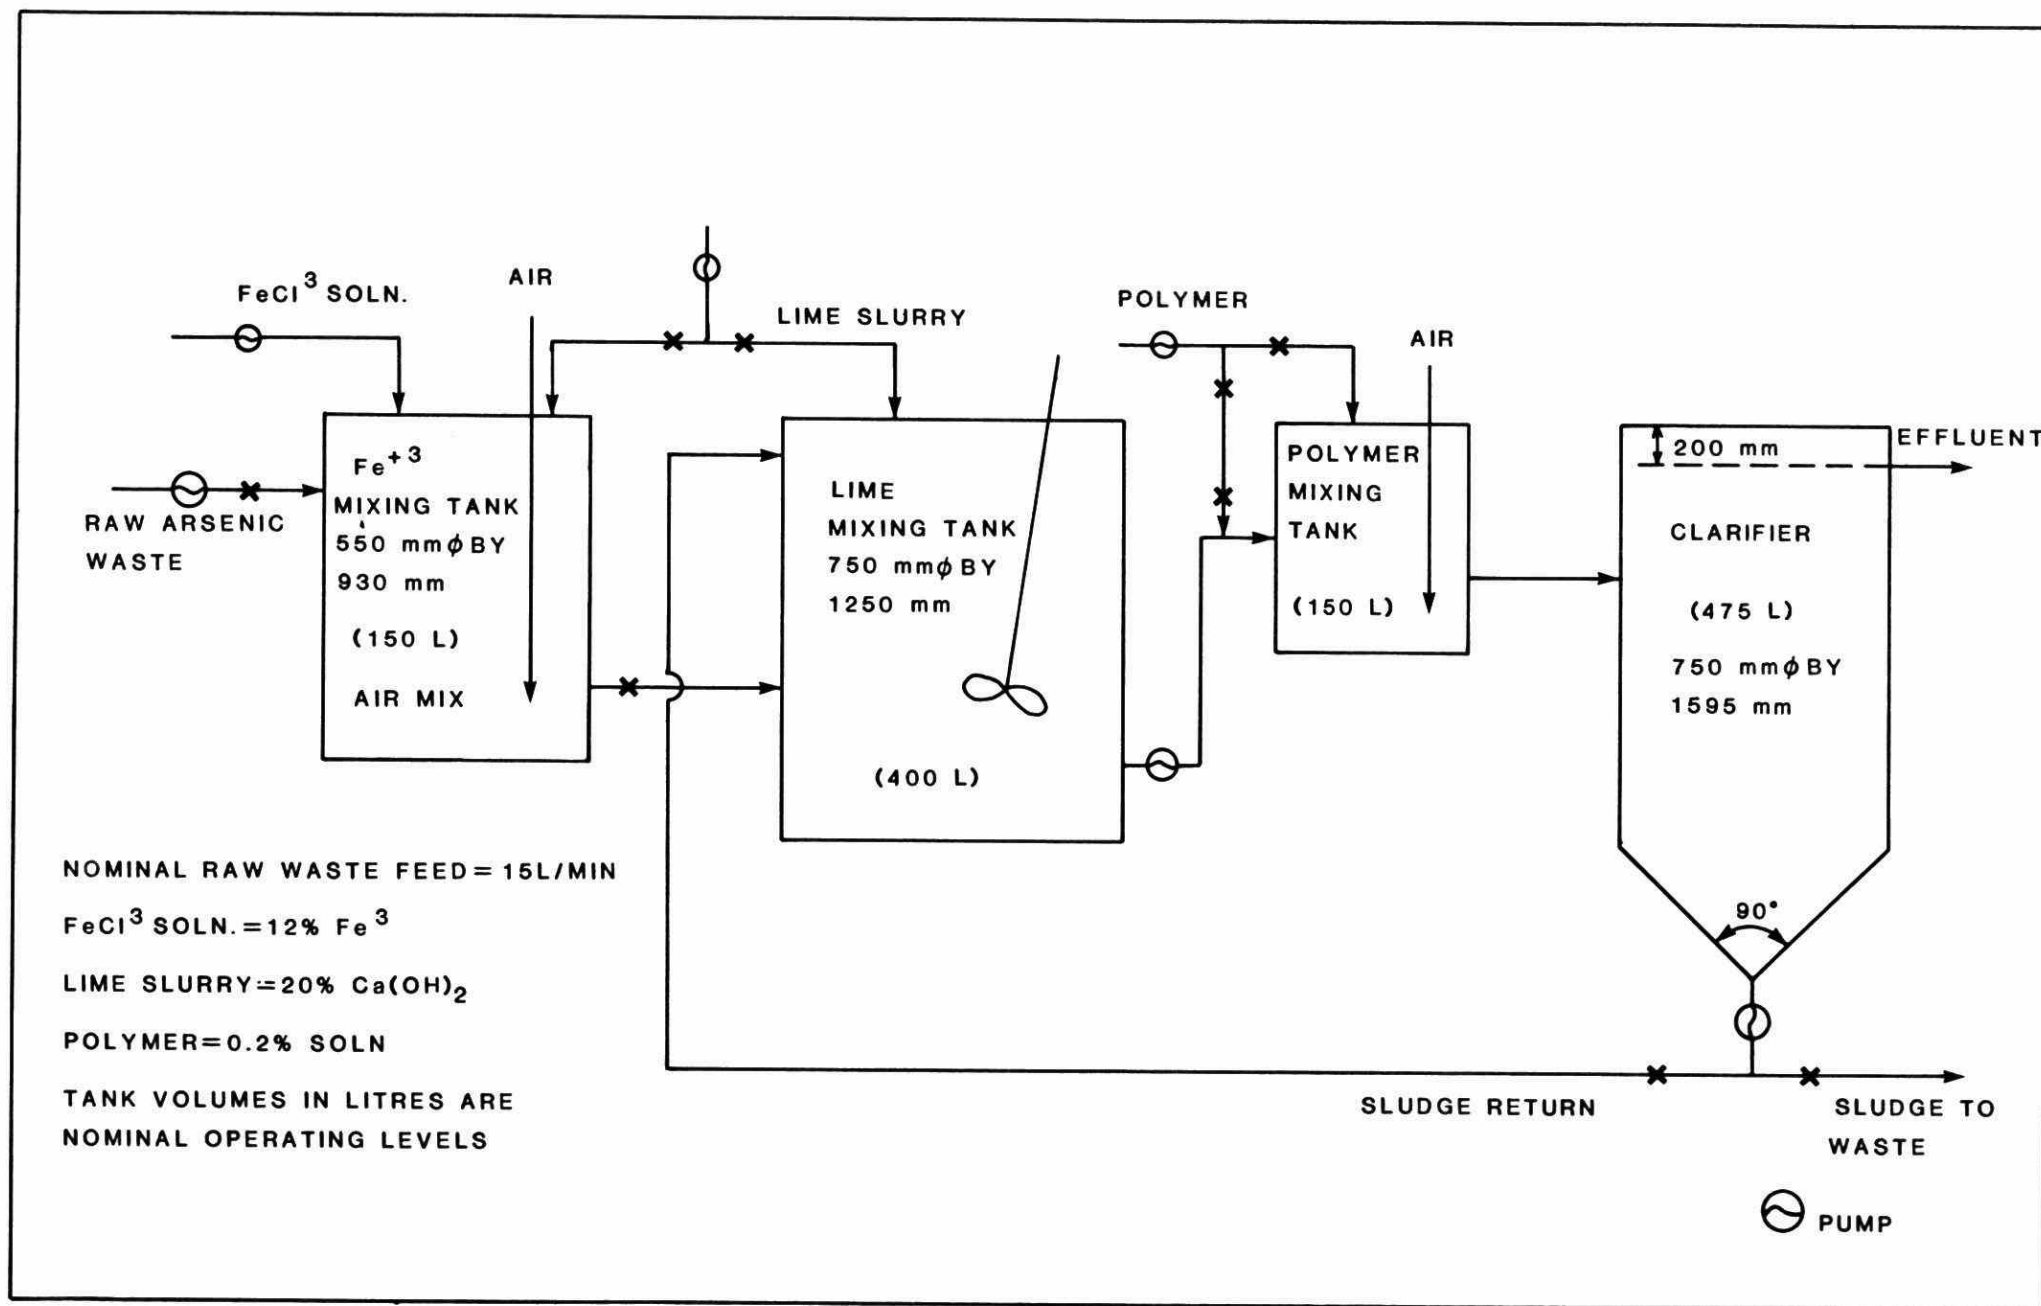 FeCl³ SOLN.
AIR
LIME SLURRY
POLYMER
AIR
RAW ARSENIC
WASTE
Fe⁺³
MIXING TANK
550 mmϕ BY
930 mm
(150 L)
AIR MIX
LIME
MIXING TANK
750 mmϕ BY
1250 mm
(400 L)
POLYMER
MIXING
TANK
(150 L)
200 mm
EFFLUENT
CLARIFIER
(475 L)
750 mmϕ BY
1595 mm
90°
NOMINAL RAW WASTE FEED = 15L/MIN
FeCl³ SOLN. = 12% Fe³
LIME SLURRY = 20% Ca(OH)₂
POLYMER = 0.2% SOLN
TANK VOLUMES IN LITRES ARE
NOMINAL OPERATING LEVELS
SLUDGE RETURN
SLUDGE TO
WASTE
PUMP